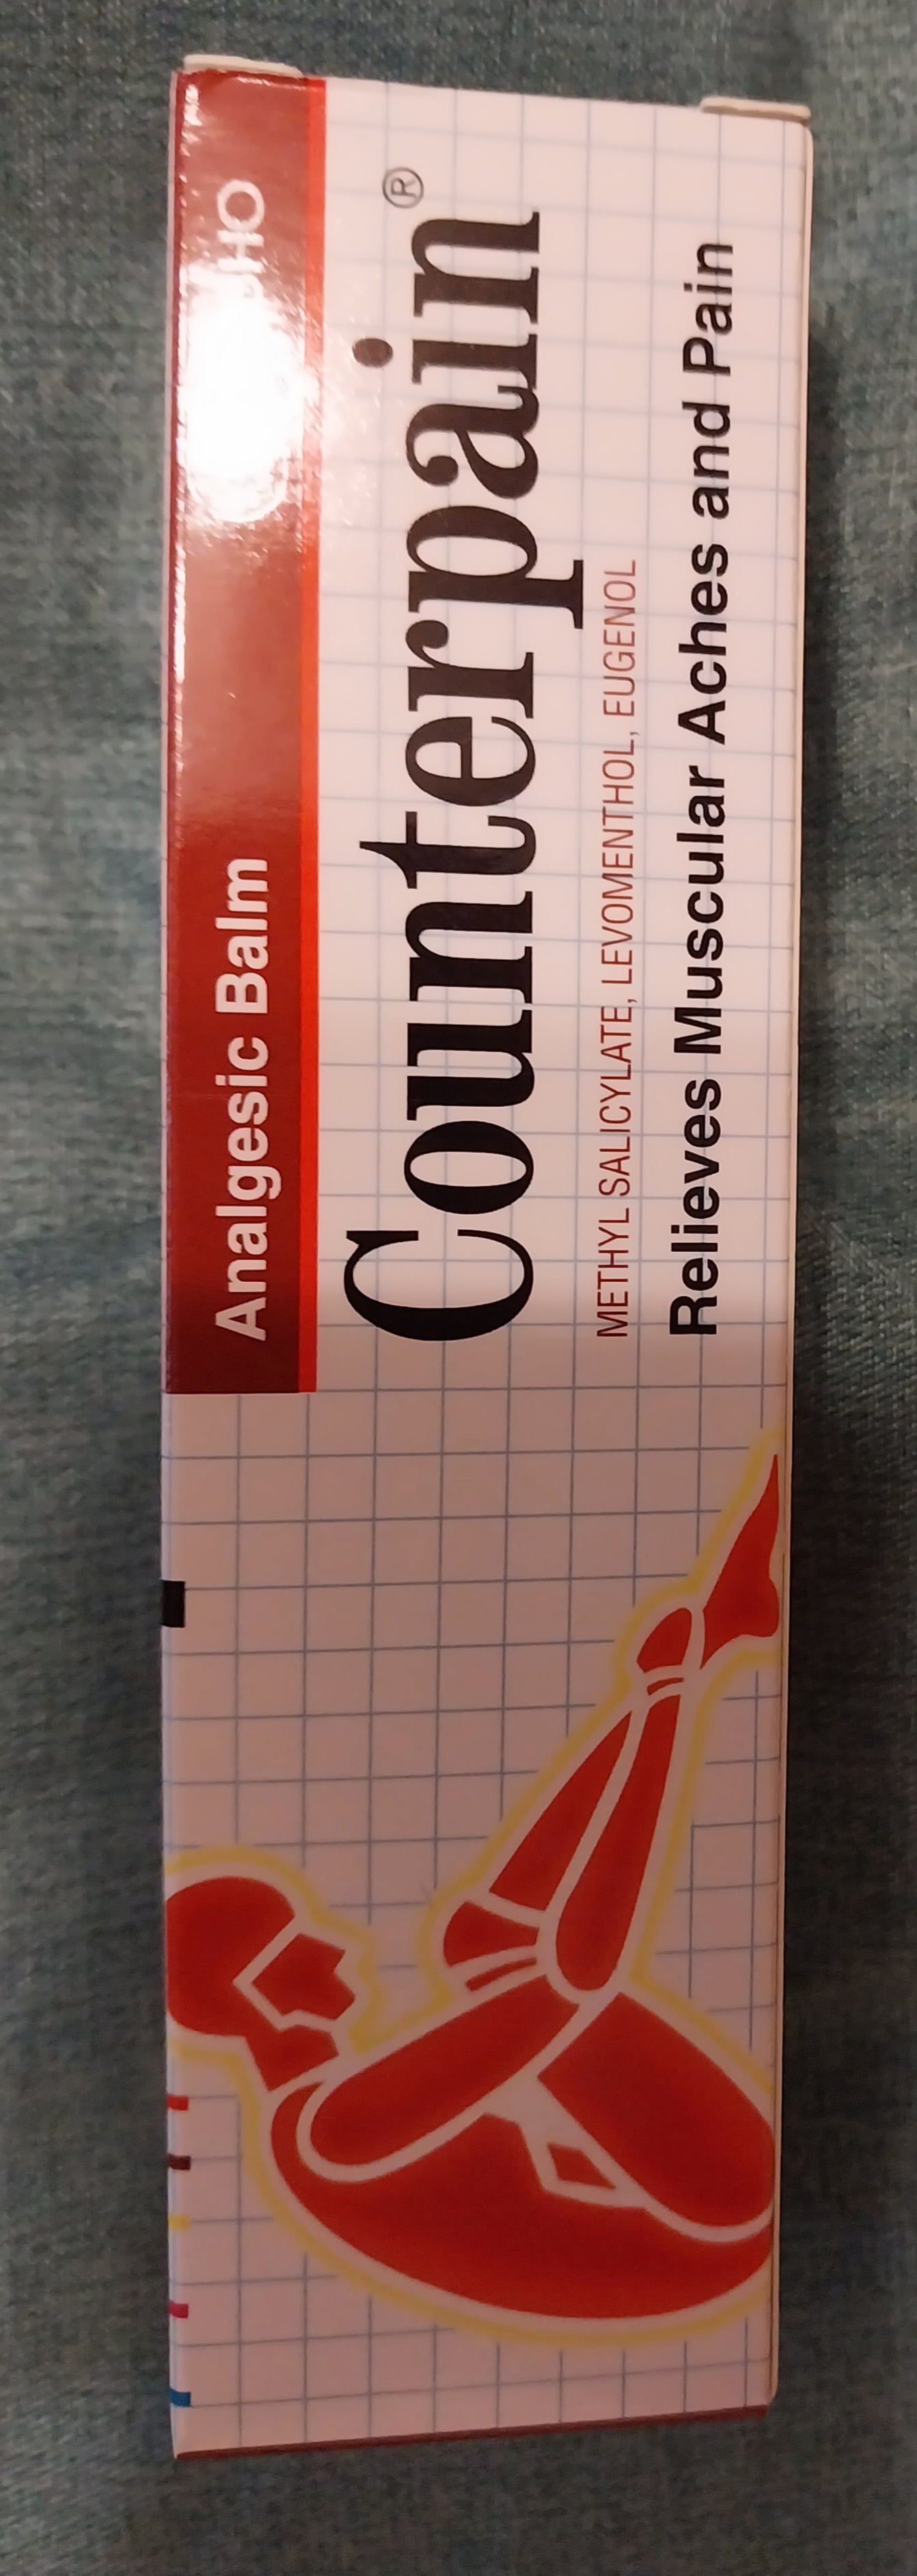 Analgesic Balm
Counterpain®
METHYL SALICYLATE, LEVOMENTHOL, EUGENOL
Relieves Muscular Aches and Pain